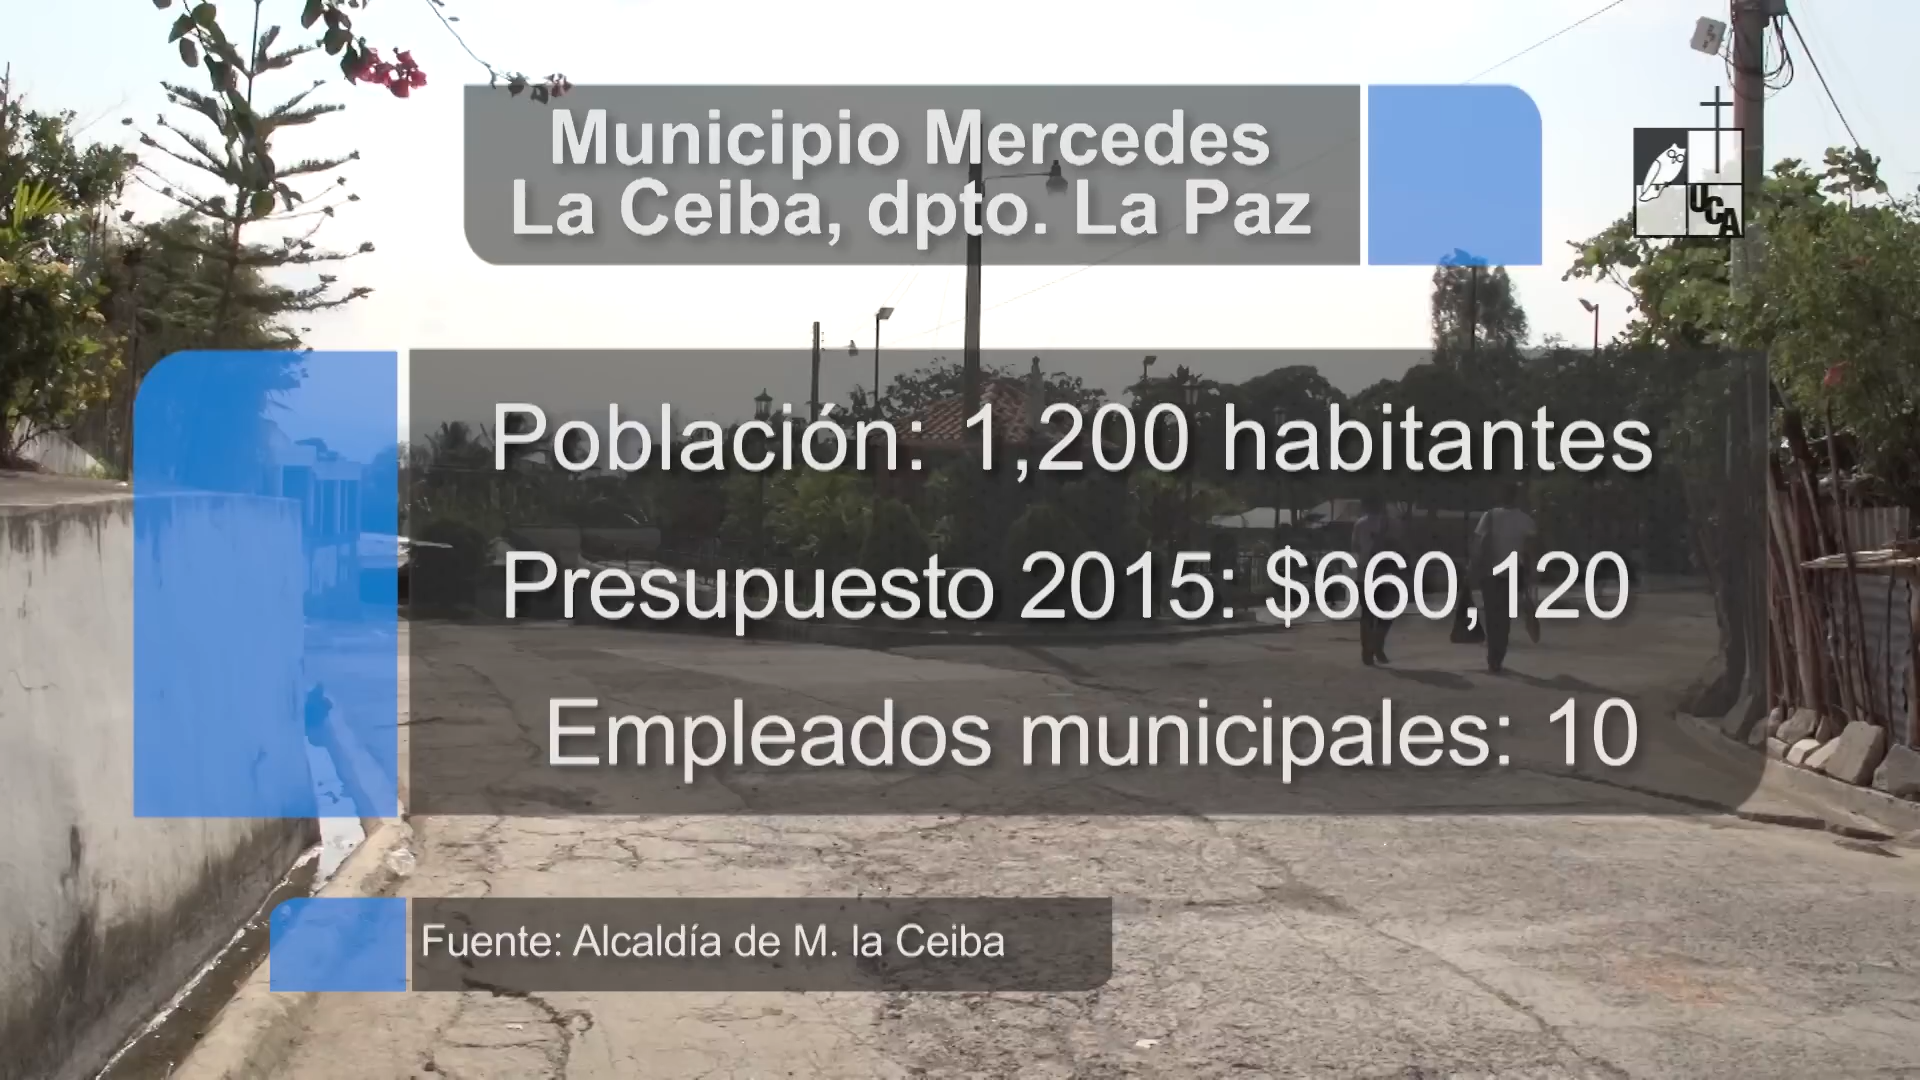 Municipio Mercedes
La Ceiba, dpto. La Paz
UCA
Población: 1,200 habitantes
Presupuesto 2015: $660,120
Empleados municipales: 10
Fuente: Alcaldía de M. la Ceiba